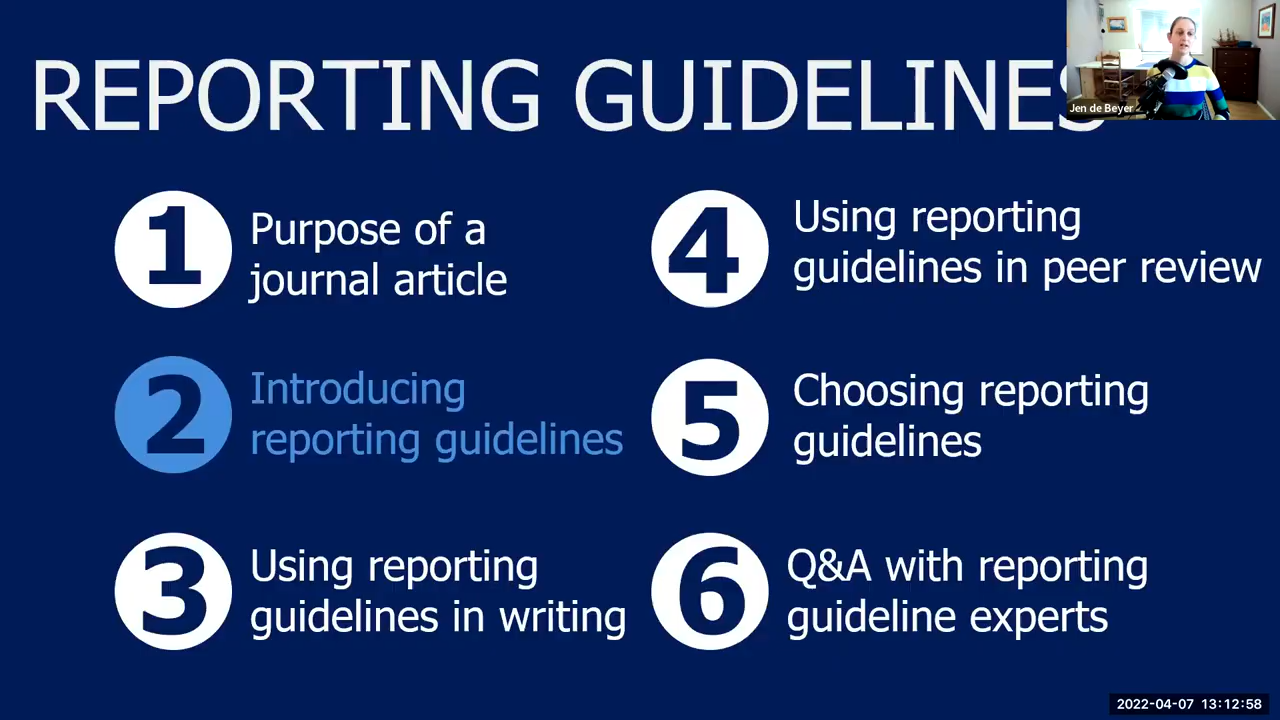 REPORTING GUIDELINES
Jen de Beyer
1
Purpose of a
journal article
2
Introducing
reporting guidelines
3
Using reporting
guidelines in writing
4
Using reporting
guidelines in peer review
5
Choosing reporting
guidelines
6
Q&A with reporting
guideline experts
2022-04-07 13:12:58